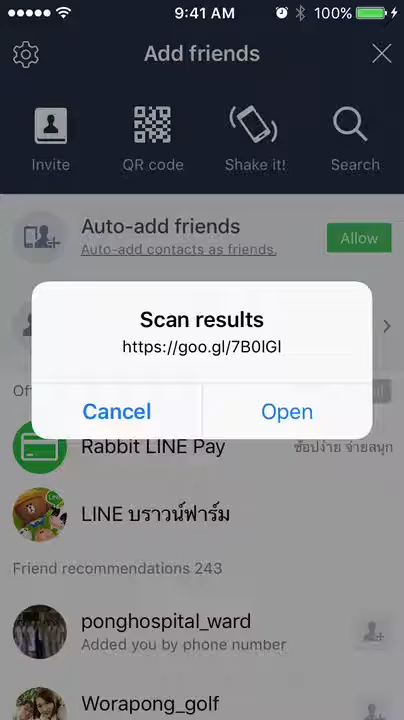 9:41 AM
100%
Add friends
Invite
QR code
Shake it!
Search
Auto-add friends
Auto-add contacts as friends.
Allow
Scan results
https://goo.gl/7B0lGl
Cancel
Open
Rabbit LINE Pay
ช้อปง่าย จ่ายสนุก
LINE บราวน์ฟาร์ม
Friend recommendations 243
ponghospital_ward
Added you by phone number
Worapong_golf